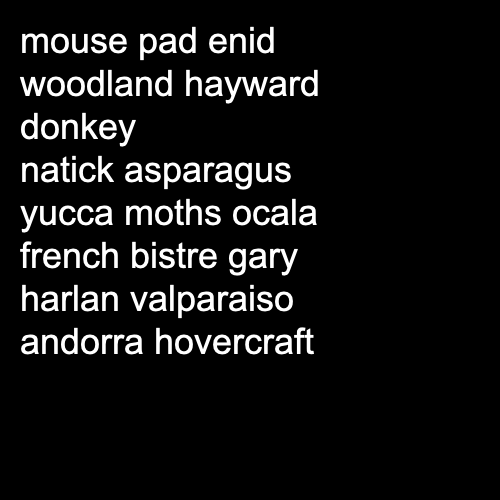 mouse pad enid
woodland hayward
donkey
natick asparagus
yucca moths ocala
french bistre gary
harlan valparaiso
andorra hovercraft